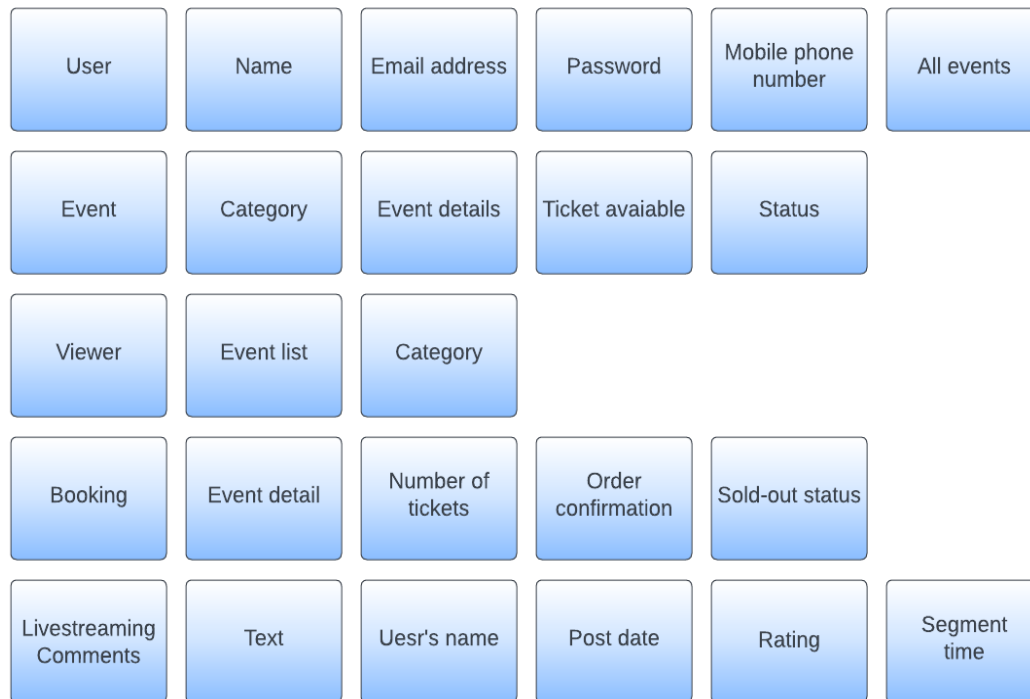 User
Name
Email address
Password
Mobile phone
number
All events
Event
Category
Event details
Ticket avaiable
Status
Viewer
Event list
Category
Booking
Event detail
Number of
tickets
Order
confirmation
Sold-out status
Livestreaming
Comments
Text
Uesr's name
Post date
Rating
Segment
time